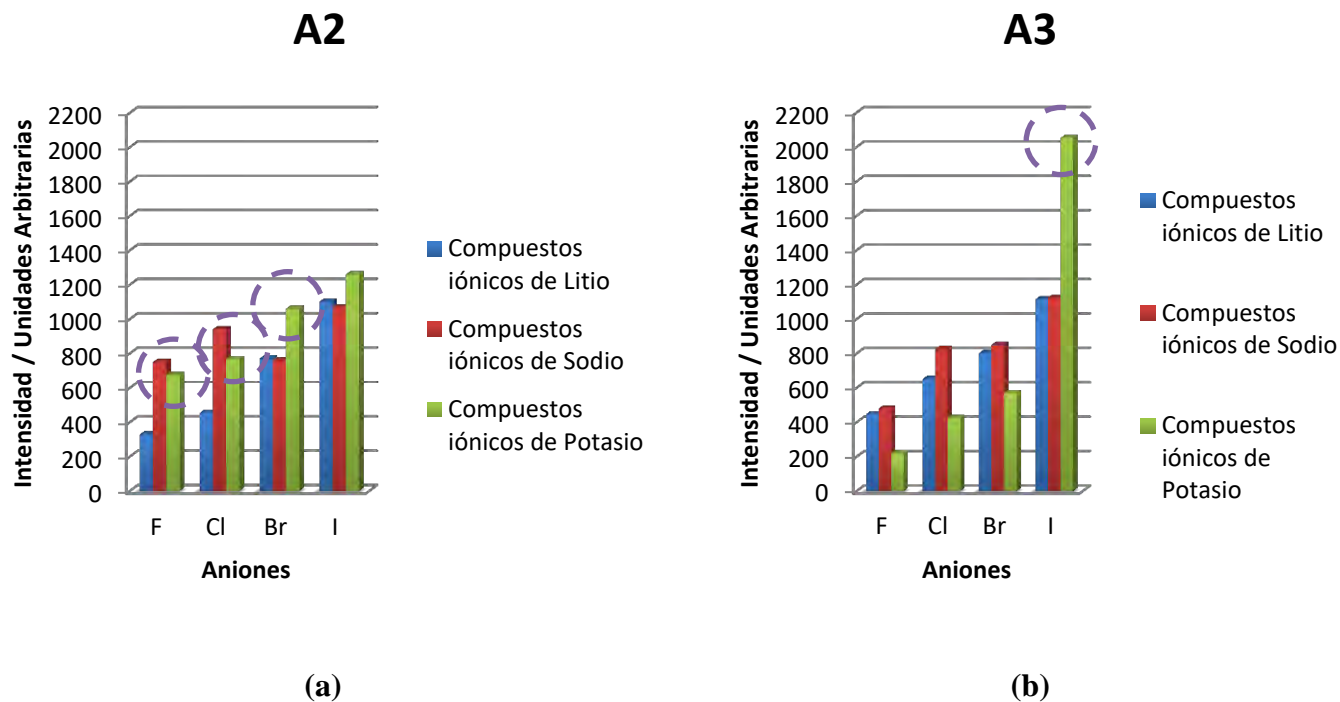 A2
Intensidad / Unidades Arbitrarias
2200
2000
1800
1600
1400
1200
1000
800
600
400
200
0
F Cl Br I
Aniones
Compuestos
iónicos de Litio
Compuestos
iónicos de Sodio
Compuestos
iónicos de Potasio
(a)
A3
Intensidad / Unidades Arbitrarias
2200
2000
1800
1600
1400
1200
1000
800
600
400
200
0
F Cl Br I
Aniones
Compuestos
iónicos de Litio
Compuestos
iónicos de Sodio
Compuestos
iónicos de
Potasio
(b)